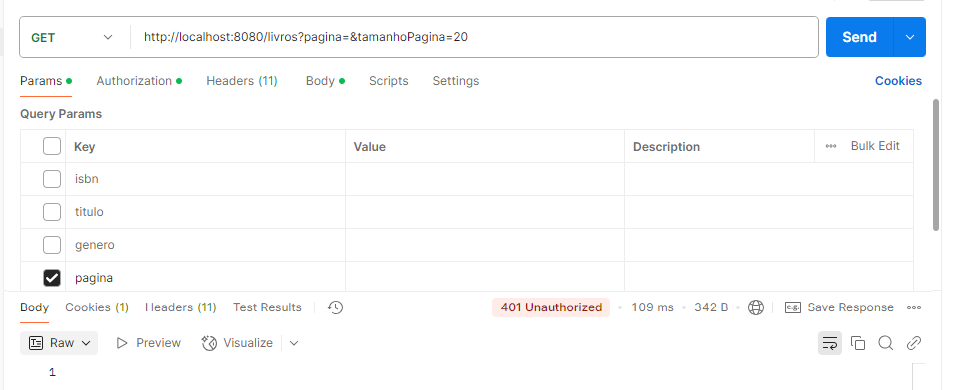 GET http://localhost:8080/livros?pagina=&tamanhoPagina=20 Send
Params Authorization Headers (11) Body Scripts Settings Cookies
Query Params
Key Value Description Bulk Edit
isbn
titulo
genero
pagina
Body Cookies (1) Headers (11) Test Results 401 Unauthorized 109 ms 342 B e.g. Save Response
Raw Preview Visualize
1